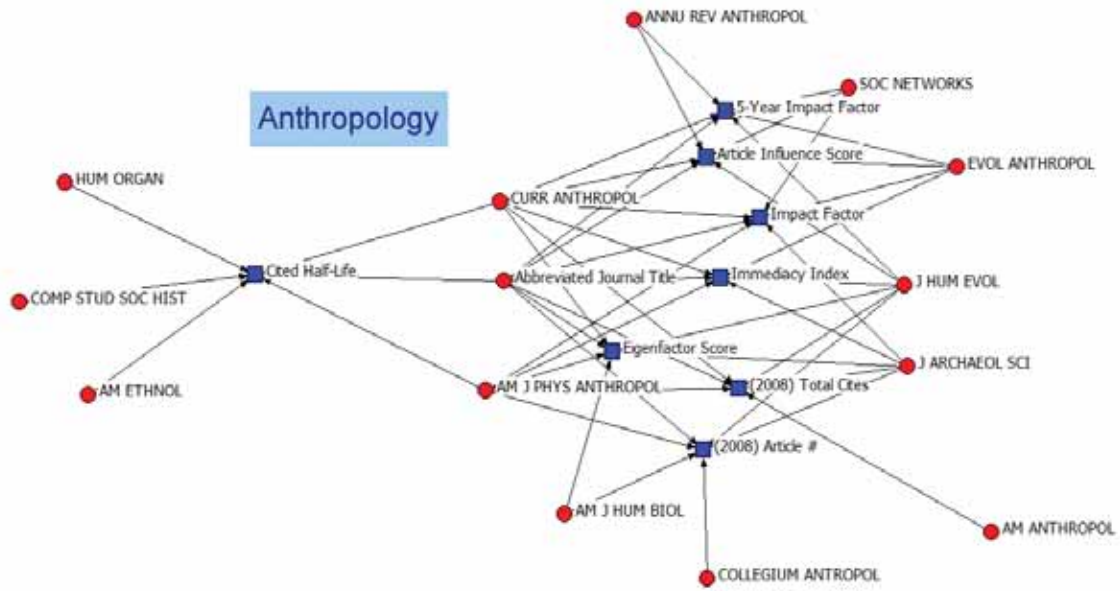 ANNU REV ANTHROPOL
SOC NETWORKS
5-Year Impact Factor
Anthropology
Article Influence Score
EVOL ANTHROPOL
HUM ORGAN
CURR ANTHROPOL
Impact Factor
Cited Half-Life
Abbreviated Journal Title
Immedacy Index
J HUM EVOL
COMP STUD SOC HIST
Eigenfactor Score
J ARCHAEOL SCI
AM ETHNOL
AM J PHYS ANTHROPOL
(2008) Total Cites
(2008) Article #
AM J HUM BIOL
AM ANTHROPOL
COLLEGIUM ANTROPOL